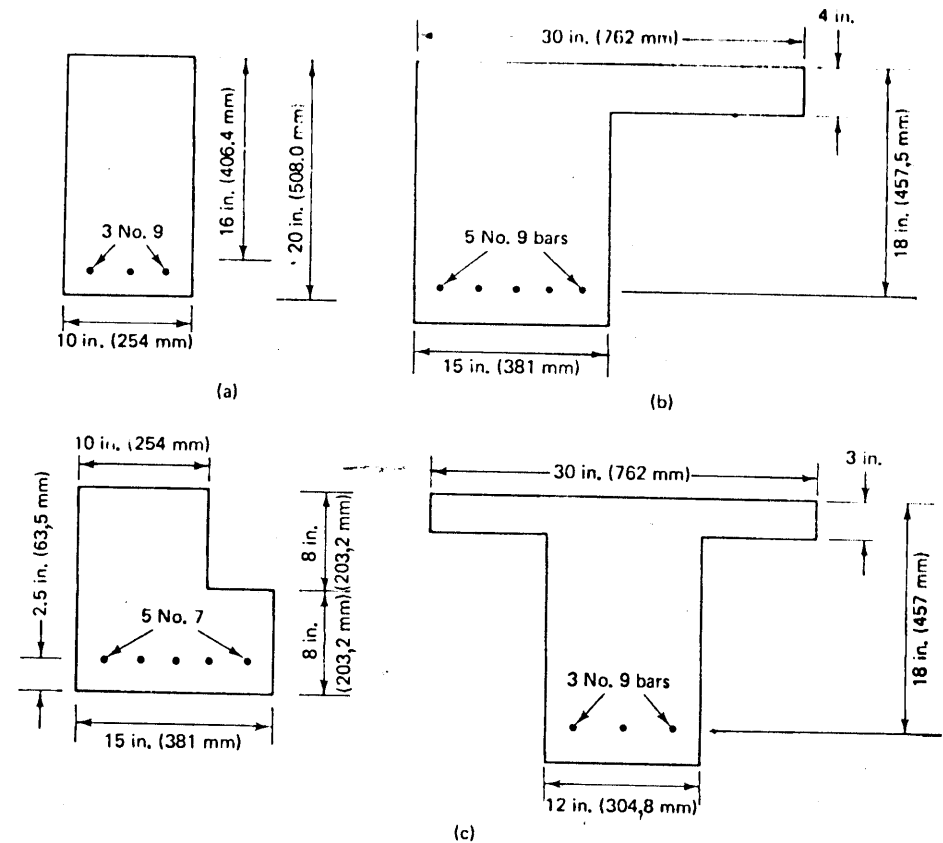 3 No. 9
16 in. (406.4 mm)
20 in. (508.0 mm)
10 in. (254 mm)
(a)
30 in. (762 mm)
4 in.
18 in. (457,5 mm)
5 No. 9 bars
15 in. (381 mm)
(b)
10 in. (254 mm)
2.5 in. (63,5 mm)
8 in.
(203,2 mm)
8 in.
(203,2 mm)
5 No. 7
15 in. (381 mm)
30 in. (762 mm)
3 in.
18 in. (457 mm)
3 No. 9 bars
12 in. (304,8 mm)
(c)